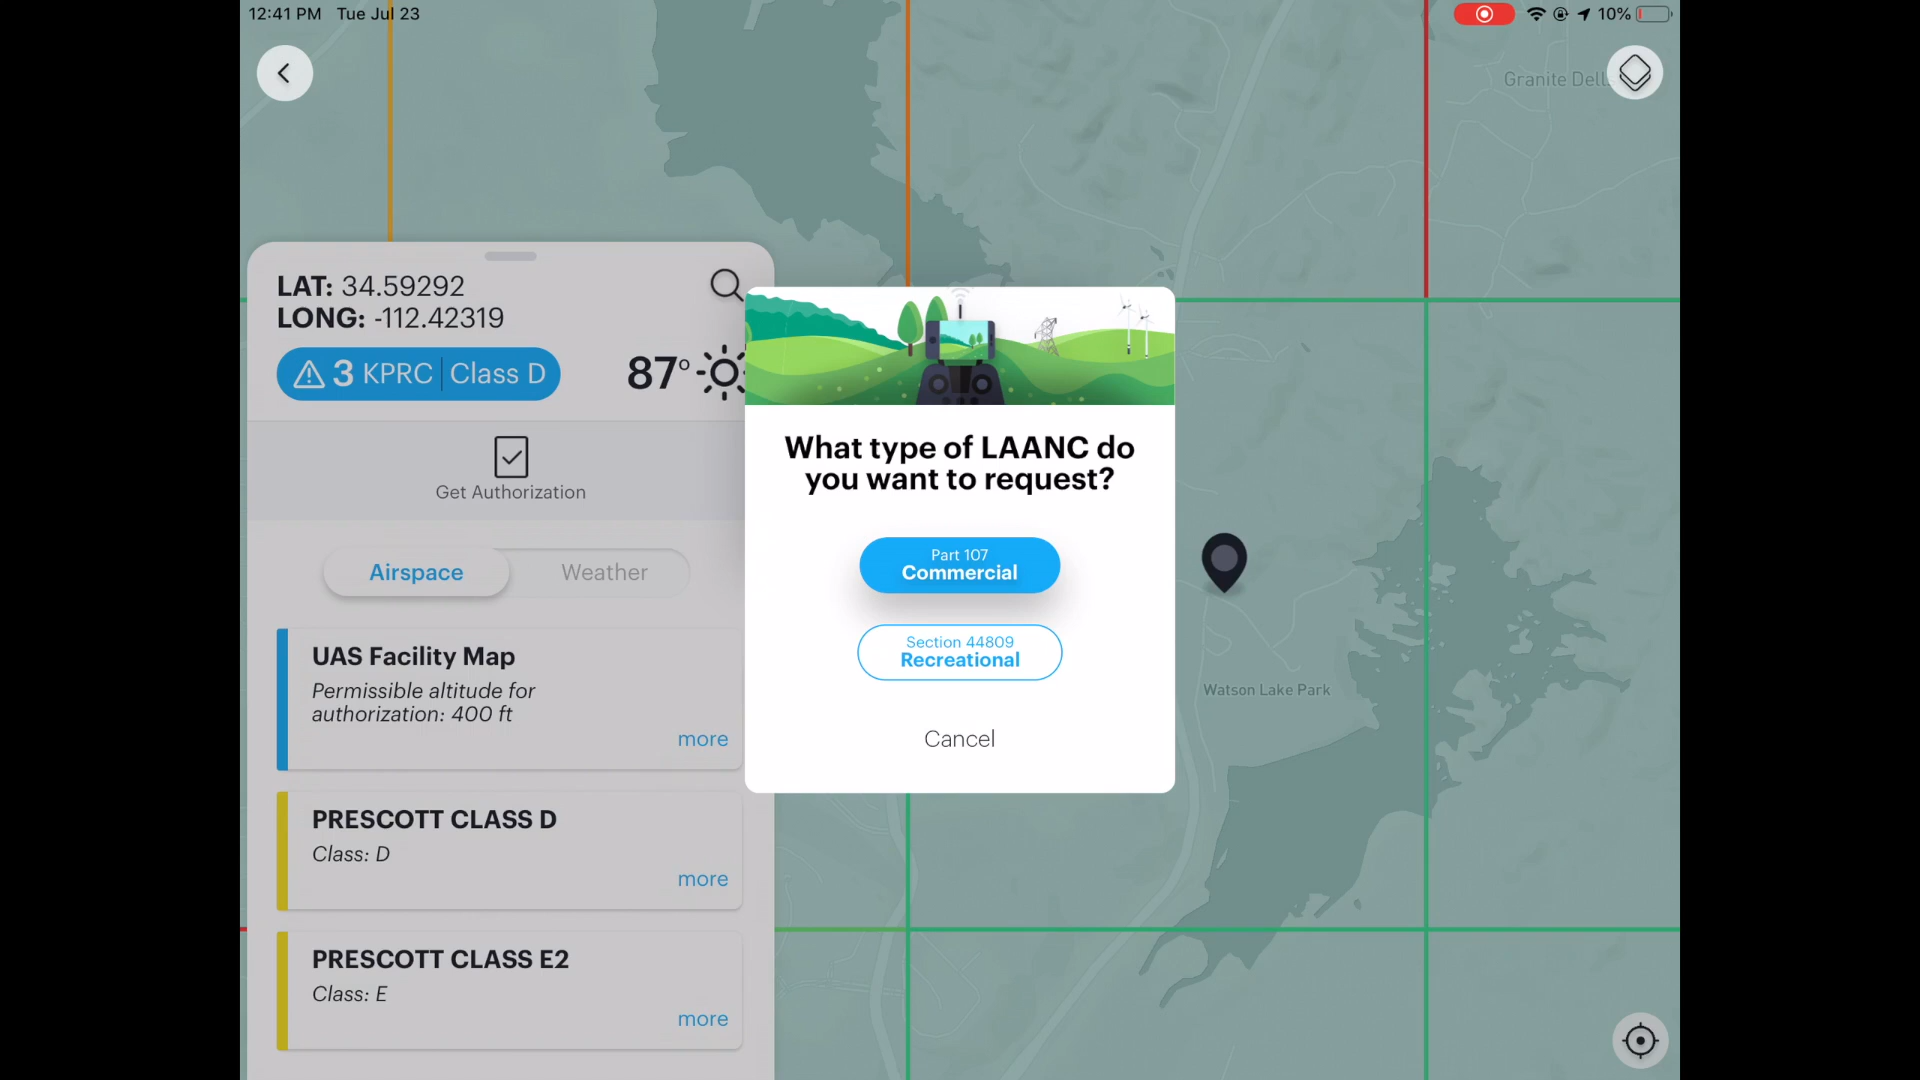 12:41 PM Tue Jul 23
10%
LAT: 34.59292
LONG: -112.42319
3 KPRC Class D
87°
Get Authorization
Airspace
Weather
UAS Facility Map
Permissible altitude for
authorization: 400 ft
more
PRESCOTT CLASS D
Class: D
more
PRESCOTT CLASS E2
Class: E
more
What type of LAANC do
you want to request?
Part 107
Commercial
Section 44809
Recreational
Cancel
Granite Dell
Watson Lake Park